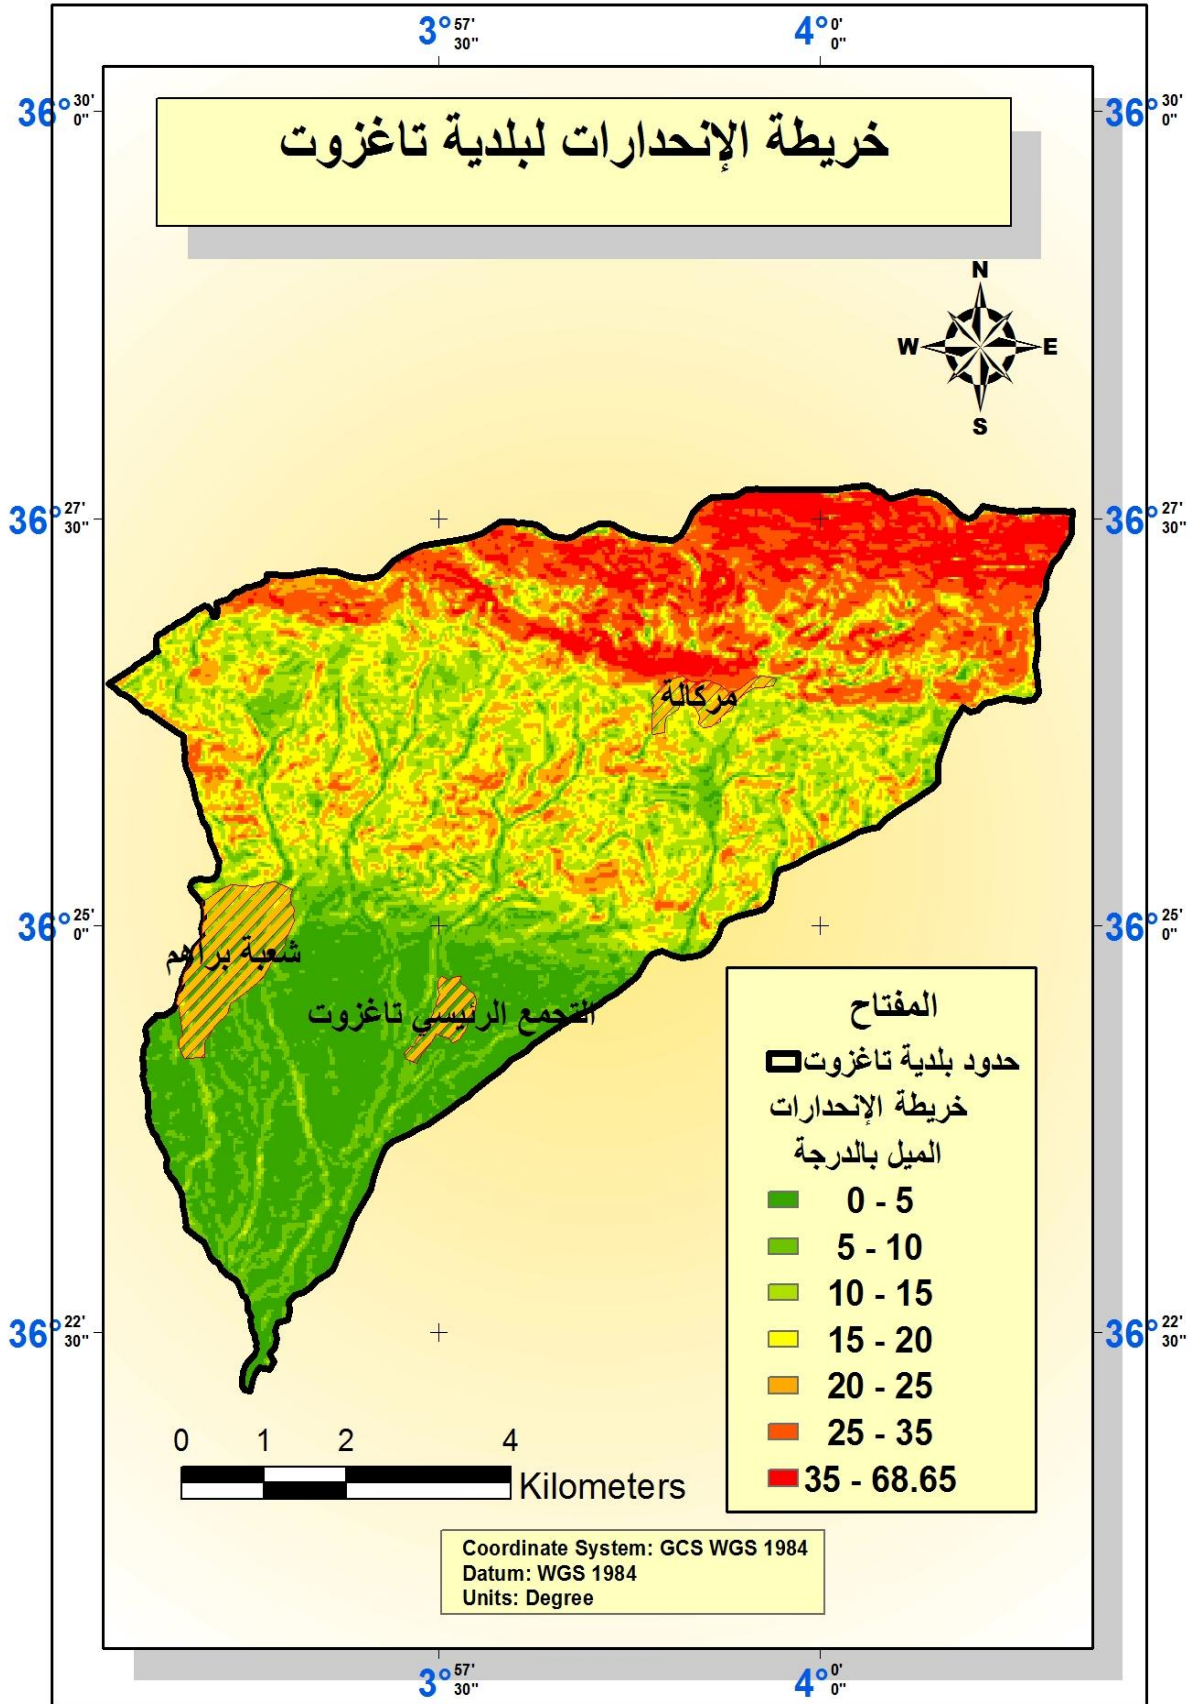 3° 57' 30"
4° 0' 0"
36° 30' 0"
36° 30' 0"
خريطة الإنحدارات لبلدية تاغزوت
N
W E
S
36° 27' 30"
36° 27' 30"
مركالة
36° 25' 0"
36° 25' 0"
شعبة براهم
التجمع الرئيسي تاغزوت
المفتاح
حدود بلدية تاغزوت
خريطة الإنحدارات
الميل بالدرجة
0 - 5
5 - 10
10 - 15
15 - 20
20 - 25
25 - 35
35 - 68.65
36° 22' 30"
36° 22' 30"
0 1 2 4
Kilometers
Coordinate System: GCS WGS 1984
Datum: WGS 1984
Units: Degree
3° 57' 30"
4° 0' 0"